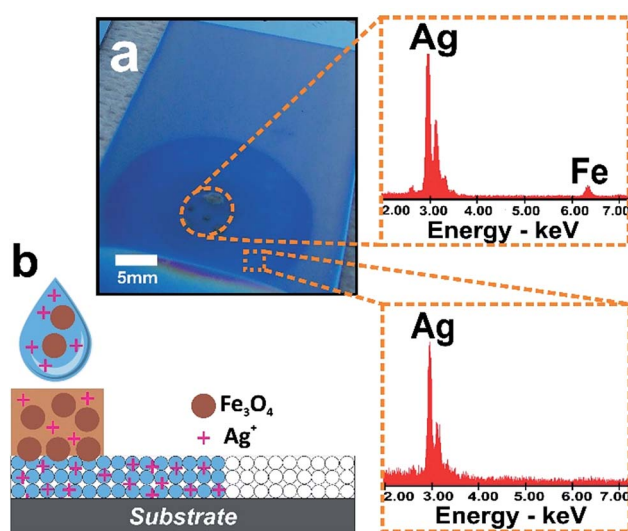 a
5mm
Ag
Fe
2.00 3.00 4.00 5.00 6.00 7.00
Energy - keV
b
Fe₃O₄
+ Ag⁺
Substrate
Ag
2.00 3.00 4.00 5.00 6.00 7.00
Energy - keV